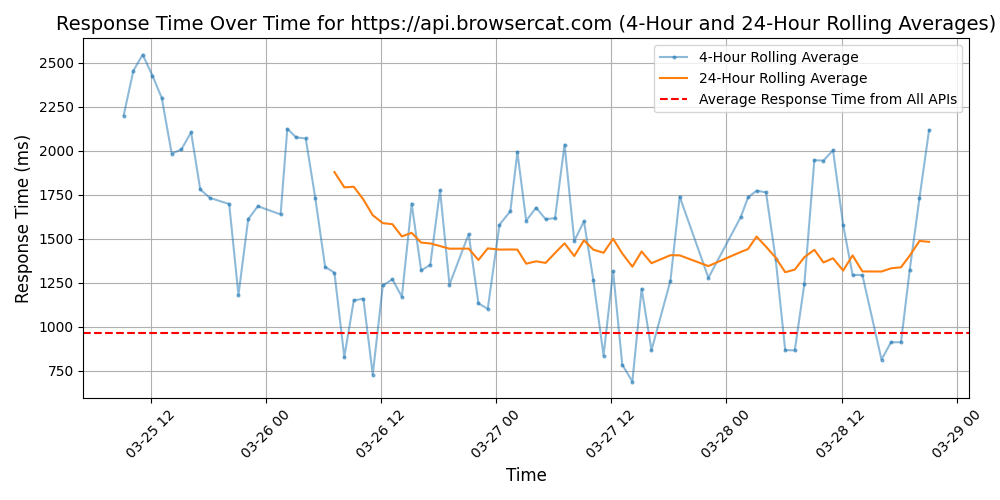 Response Time Over Time for https://api.browsercat.com (4-Hour and 24-Hour Rolling Averages)
4-Hour Rolling Average
24-Hour Rolling Average
Average Response Time from All APIs
Response Time (ms)
2500
2250
2000
1750
1500
1250
1000
750
03-25 12
03-26 00
03-26 12
03-27 00
03-27 12
03-28 00
03-28 12
03-29 00
Time